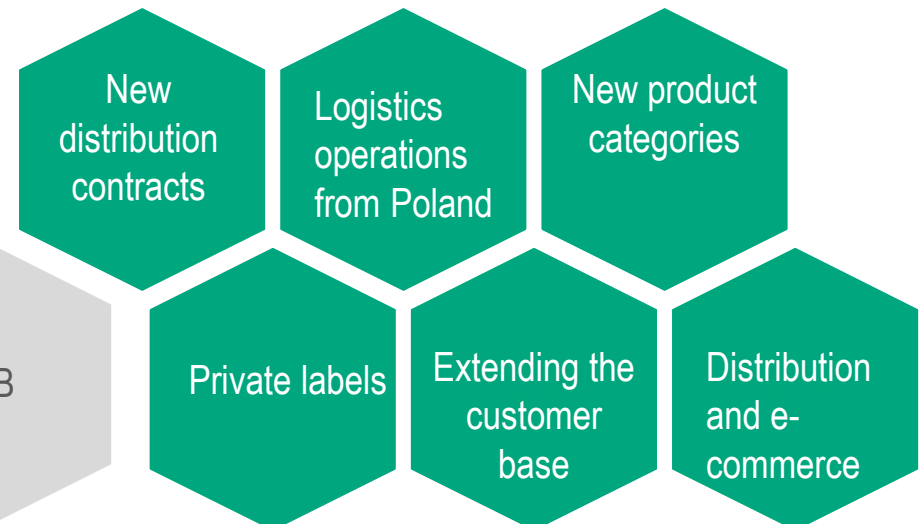 New
distribution
contracts
Logistics
operations
from Poland
New product
categories
B
Private labels
Extending the
customer
base
Distribution
and e-
commerce